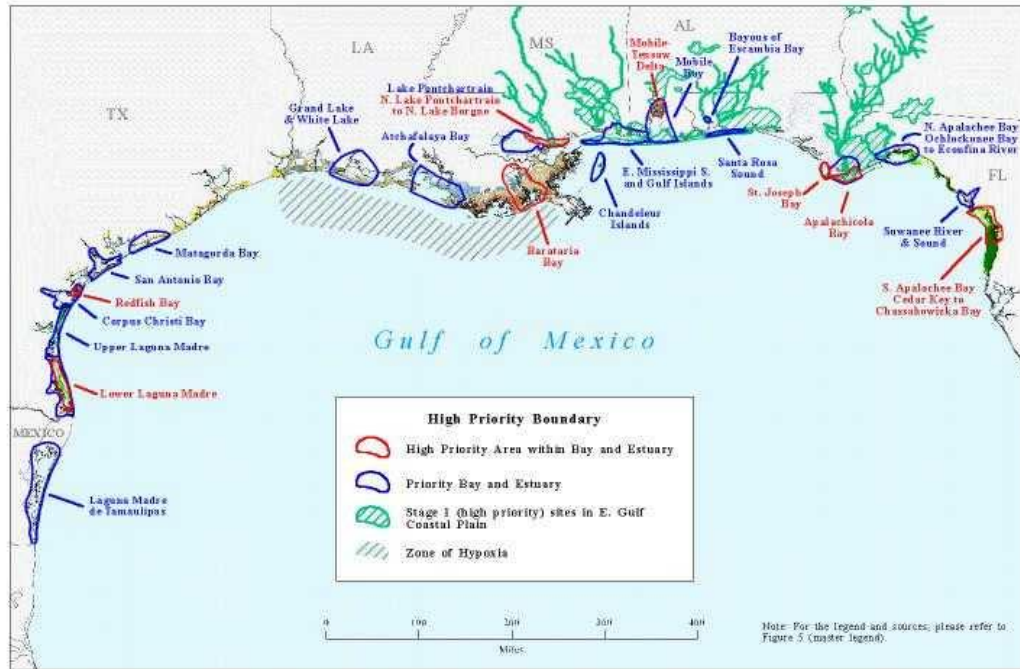 TX
LA
MS
AL
FL
MEXICO
Grand Lake
& White Lake
Atchafalaya Bay
Lake Pontchartrain
N. Lake Pontchartrain
to N. Lake Borgne
Mobile-
Tensaw
Delta
Mobile
Bay
Bayous of
Escambia Bay
N. Apalachee Bay
Ochlockonee Bay
to Econfina River
E. Mississippi S.
and Gulf Islands
Santa Rosa
Sound
St. Joseph
Bay
Apalachicola
Bay
Suwanee River
& Sound
Chandeleur
Islands
Barataria
Bay
S. Apalachee Bay
Cedar Key to
Chassahowizka Bay
Matagorda Bay
San Antonio Bay
Redfish Bay
Corpus Christi Bay
Upper Laguna Madre
Lower Laguna Madre
Laguna Madre
de Tamaulipas
Gulf of Mexico
High Priority Boundary
High Priority Area within Bay and Estuary
Priority Bay and Estuary
Stage I (high priority) sites in E. Gulf
Coastal Plain
Zone of Hypoxia
0 100 200 300 400
Miles
Note: For the legend and sources, please refer to
Figure 5 (master legend).